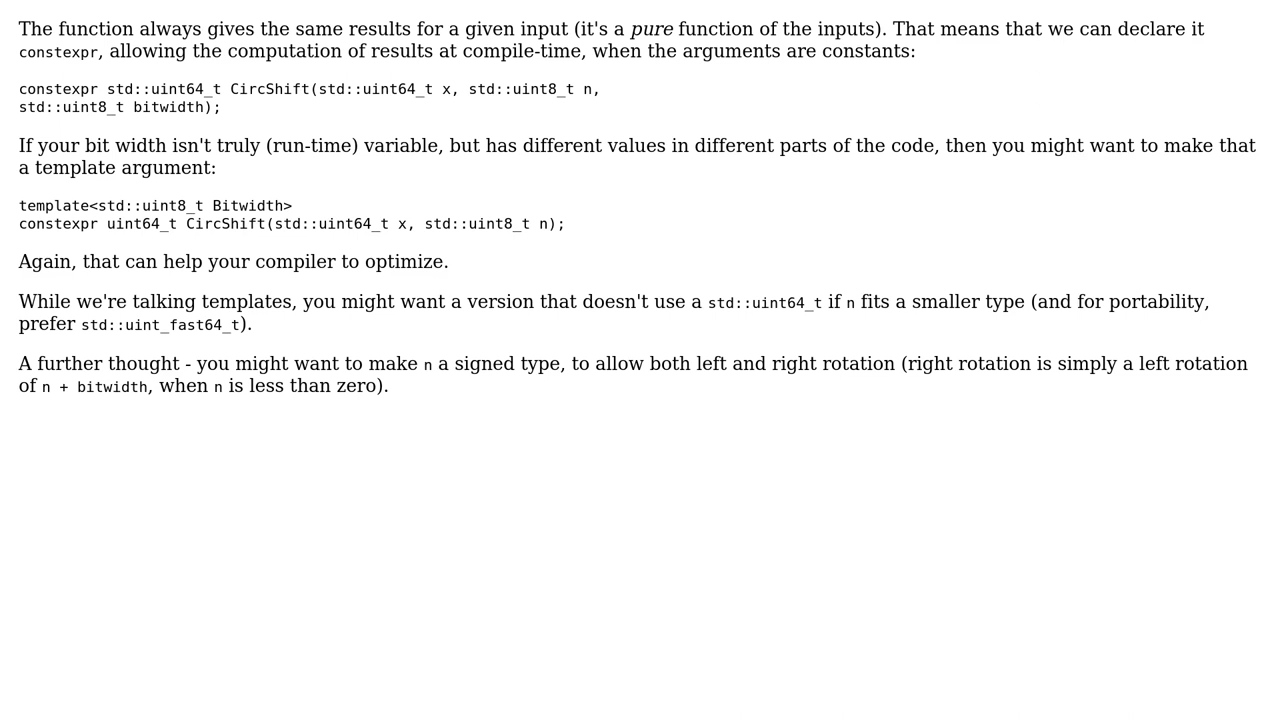 The function always gives the same results for a given input (it's a pure function of the inputs). That means that we can declare it
constexpr, allowing the computation of results at compile-time, when the arguments are constants:
constexpr std::uint64_t CircShift(std::uint64_t x, std::uint8_t n,
std::uint8_t bitwidth);
If your bit width isn't truly (run-time) variable, but has different values in different parts of the code, then you might want to make that
a template argument:
template<std::uint8_t Bitwidth>
constexpr uint64_t CircShift(std::uint64_t x, std::uint8_t n);
Again, that can help your compiler to optimize.
While we're talking templates, you might want a version that doesn't use a std::uint64_t if n fits a smaller type (and for portability,
prefer std::uint_fast64_t).
A further thought - you might want to make n a signed type, to allow both left and right rotation (right rotation is simply a left rotation
of n + bitwidth, when n is less than zero).